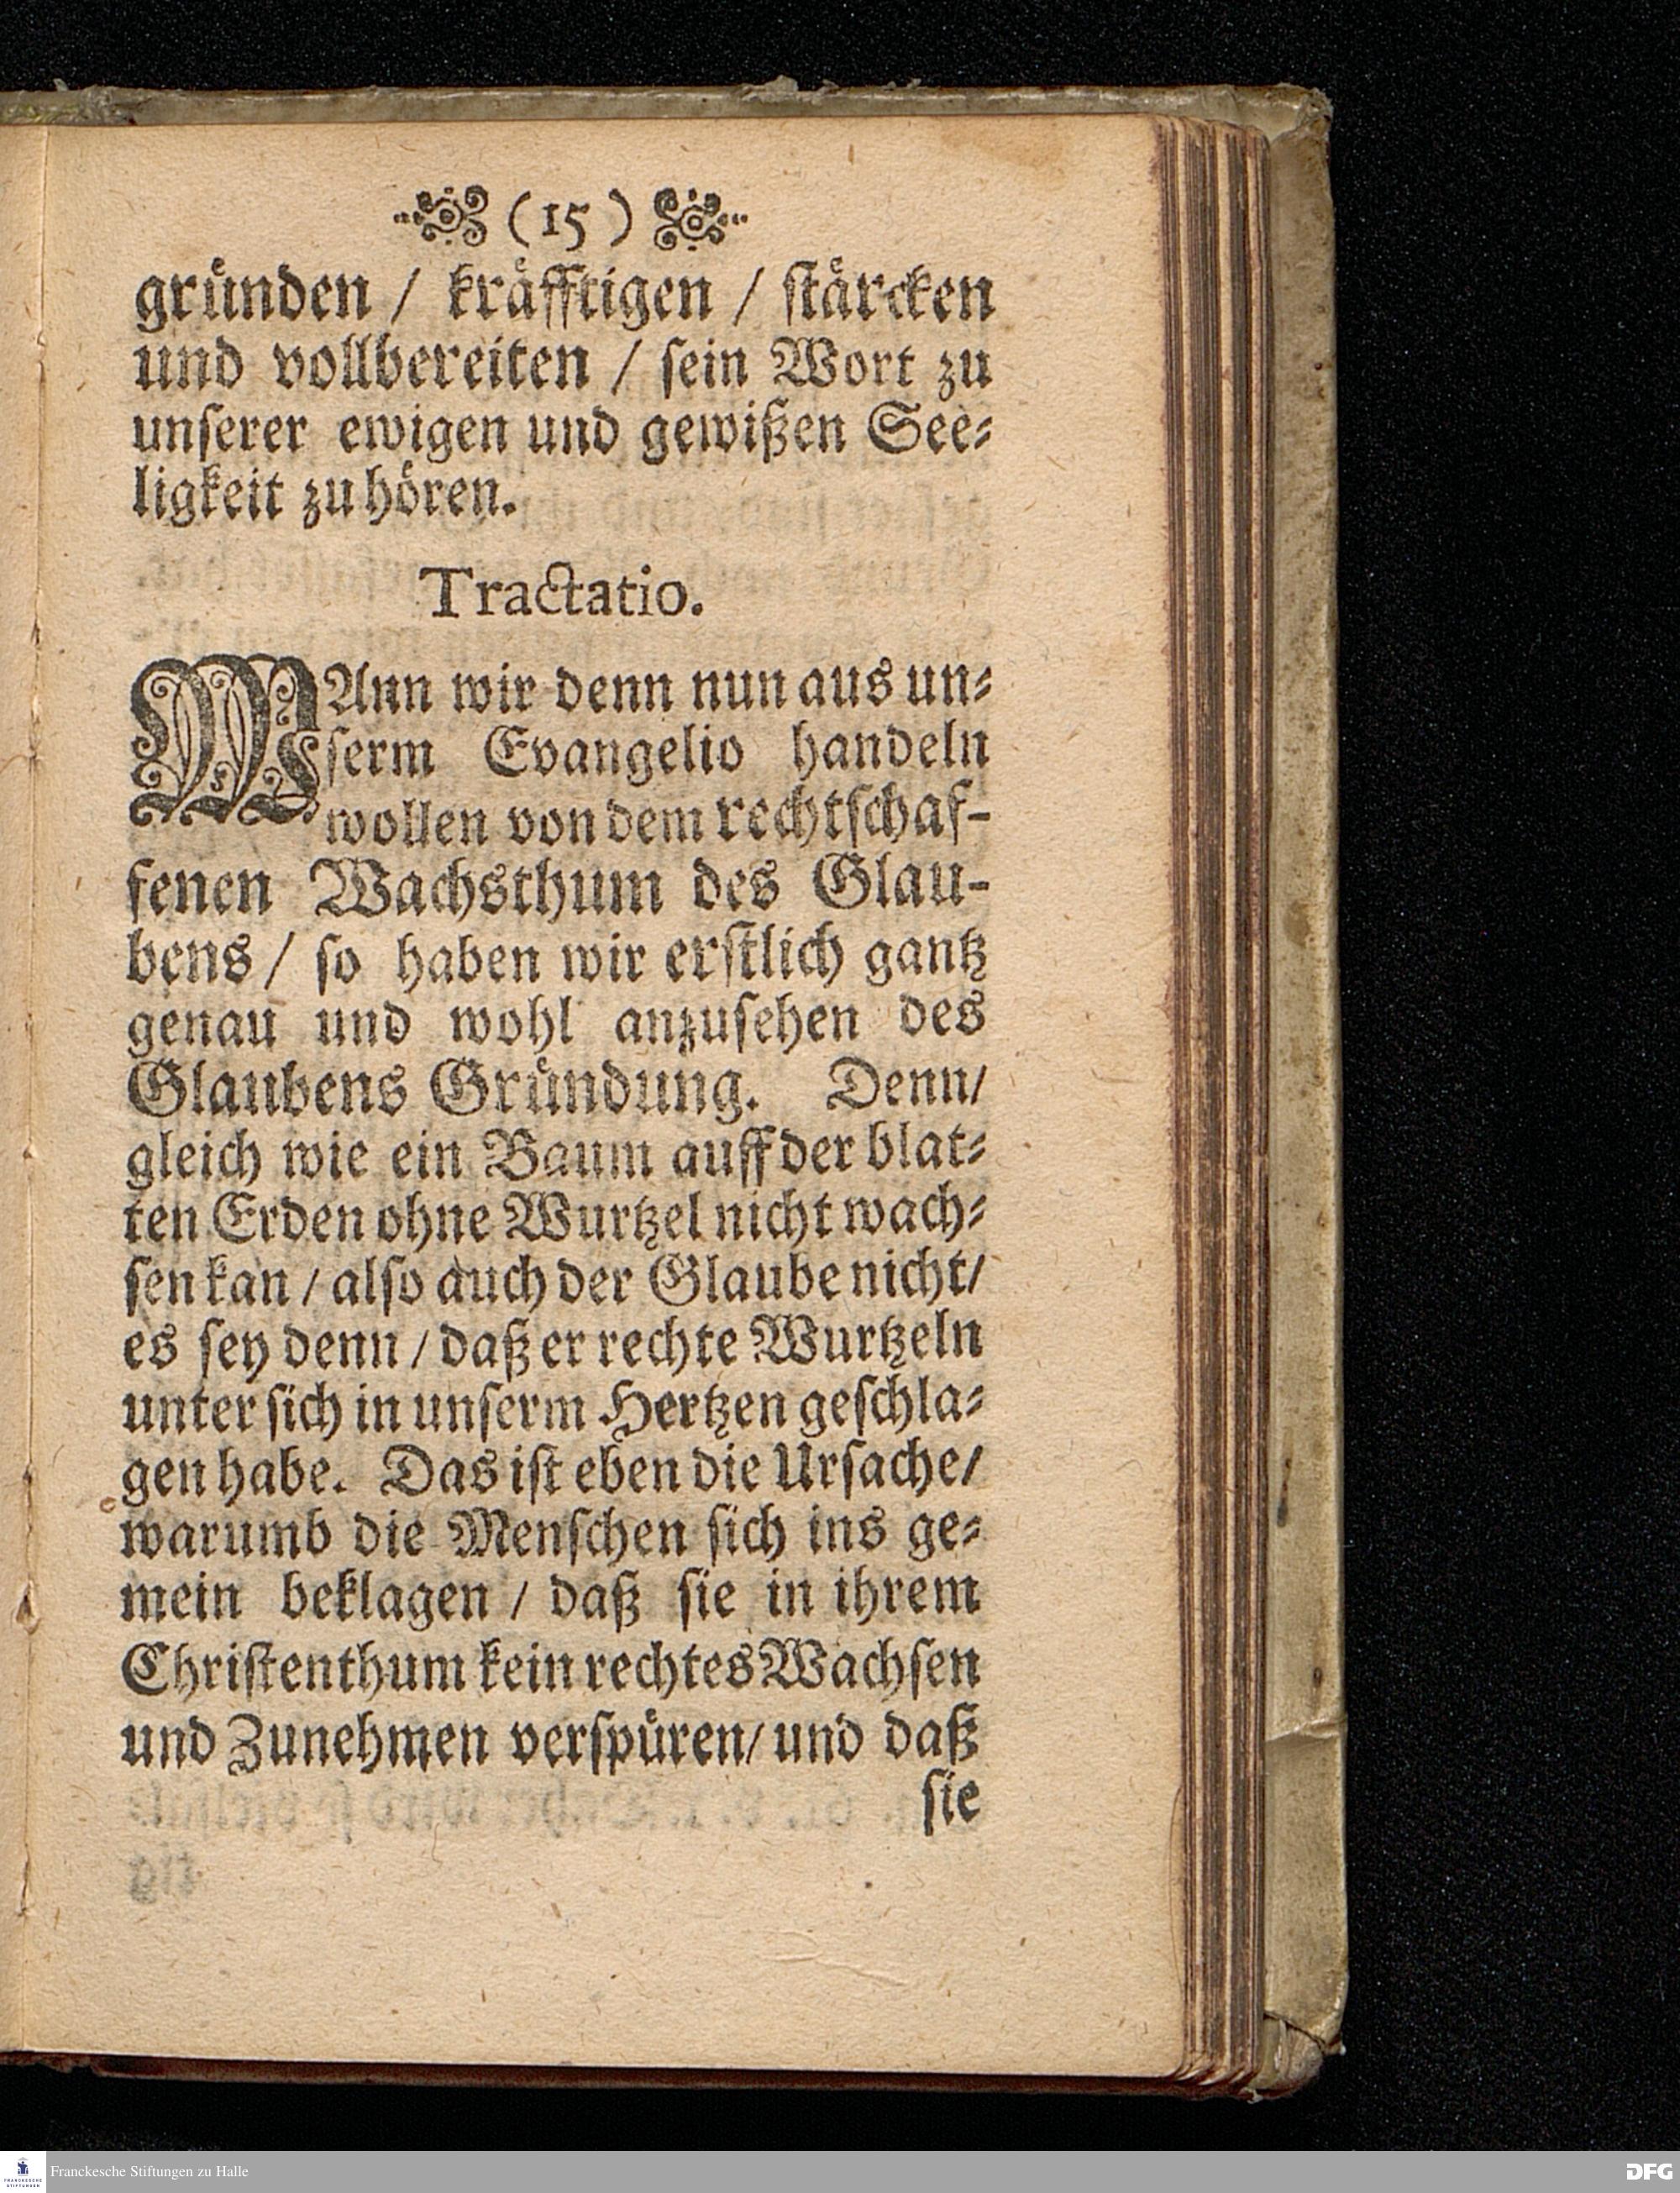 (15)
gründen / kräfftigen / stärcken
und vollbereiten / sein Wort zu
unserer ewigen und gewißen See-
ligkeit zu hören.
Tractatio.
WAnn wir denn nun aus un-
serm Evangelio handeln
wollen von dem rechtschaf-
fenen Wachsthum des Glau-
bens / so haben wir erstlich gantz
genau und wohl anzusehen des
Glaubens Gründung. Denn/
gleich wie ein Baum auff der blat-
ten Erden ohne Wurtzel nicht wach-
sen kan / also auch der Glaube nicht/
es sey denn / daß er rechte Wurtzeln
unter sich in unserm Hertzen geschla-
gen habe. Das ist eben die Ursache/
warumb die Menschen sich ins ge-
mein beklagen / daß sie in ihrem
Christenthum kein rechtes Wachsen
und Zunehmen verspüren/ und daß
sie
Franckesche Stiftungen zu Halle
DFG